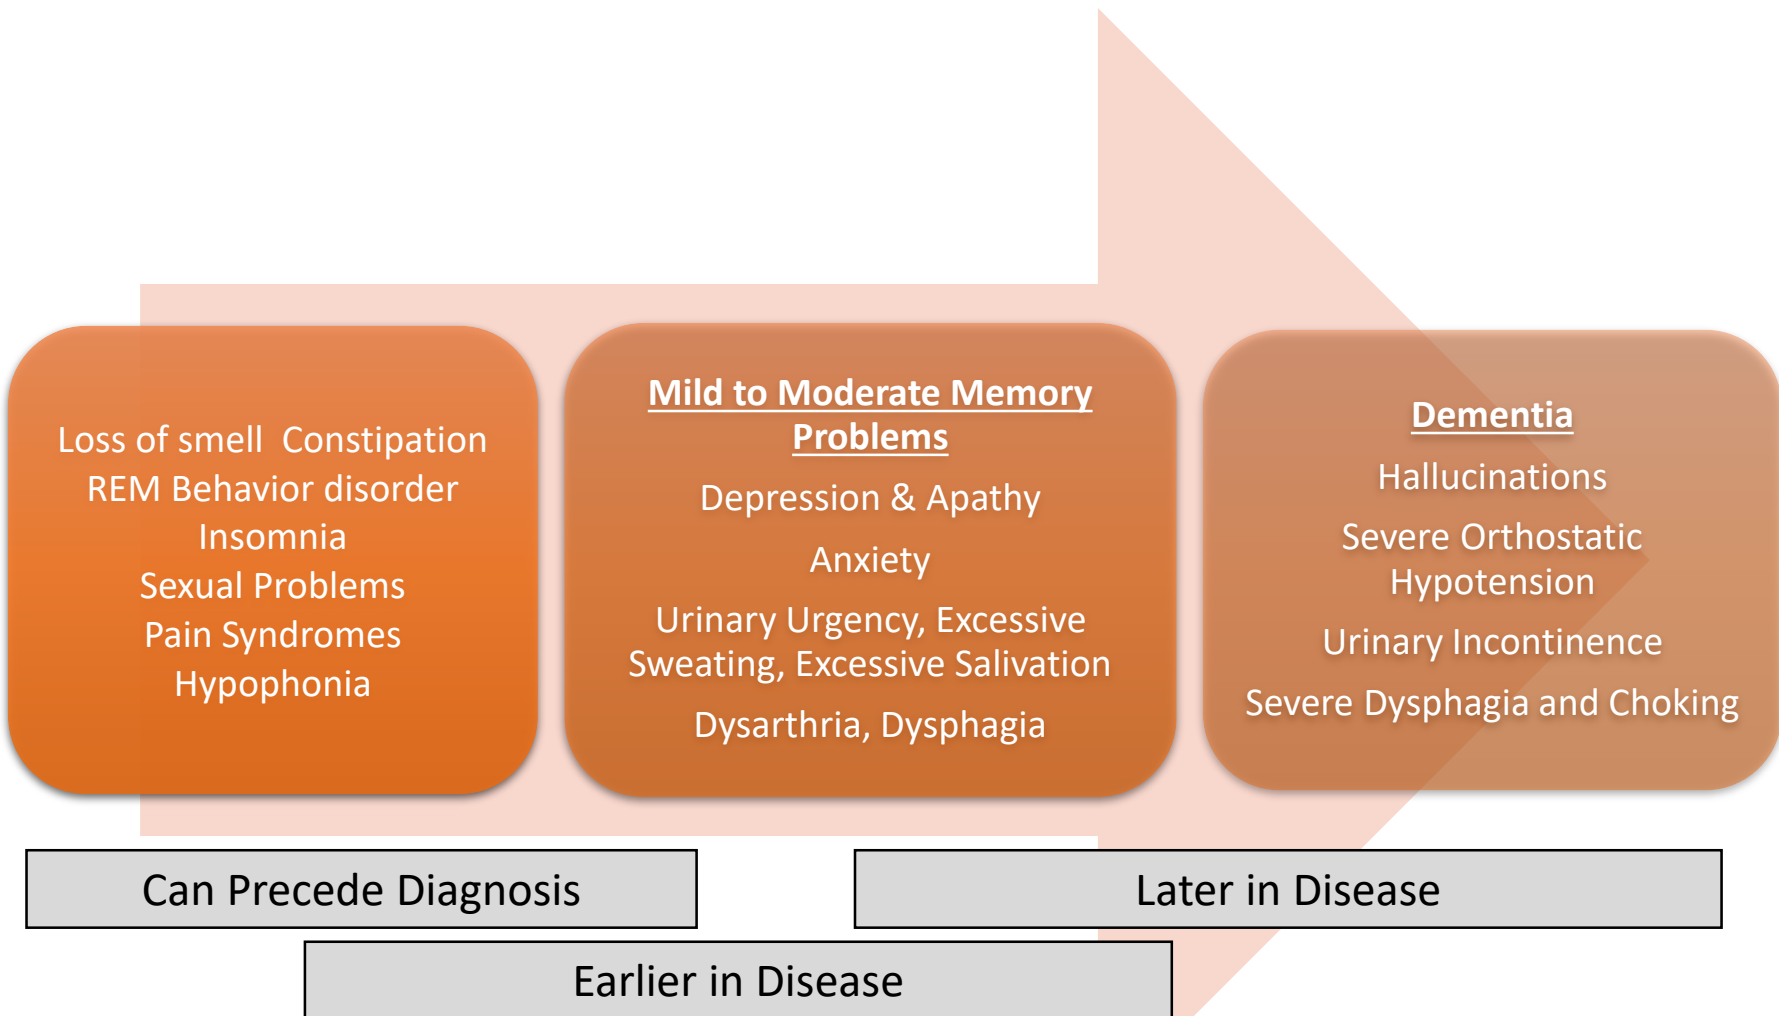 Loss of smell  Constipation
REM Behavior disorder
Insomnia
Sexual Problems
Pain Syndromes
Hypophonia
Mild to Moderate Memory
Problems
Depression & Apathy
Anxiety
Urinary Urgency, Excessive
Sweating, Excessive Salivation
Dysarthria, Dysphagia
Dementia
Hallucinations
Severe Orthostatic
Hypotension
Urinary Incontinence
Severe Dysphagia and Choking
Can Precede Diagnosis
Later in Disease
Earlier in Disease